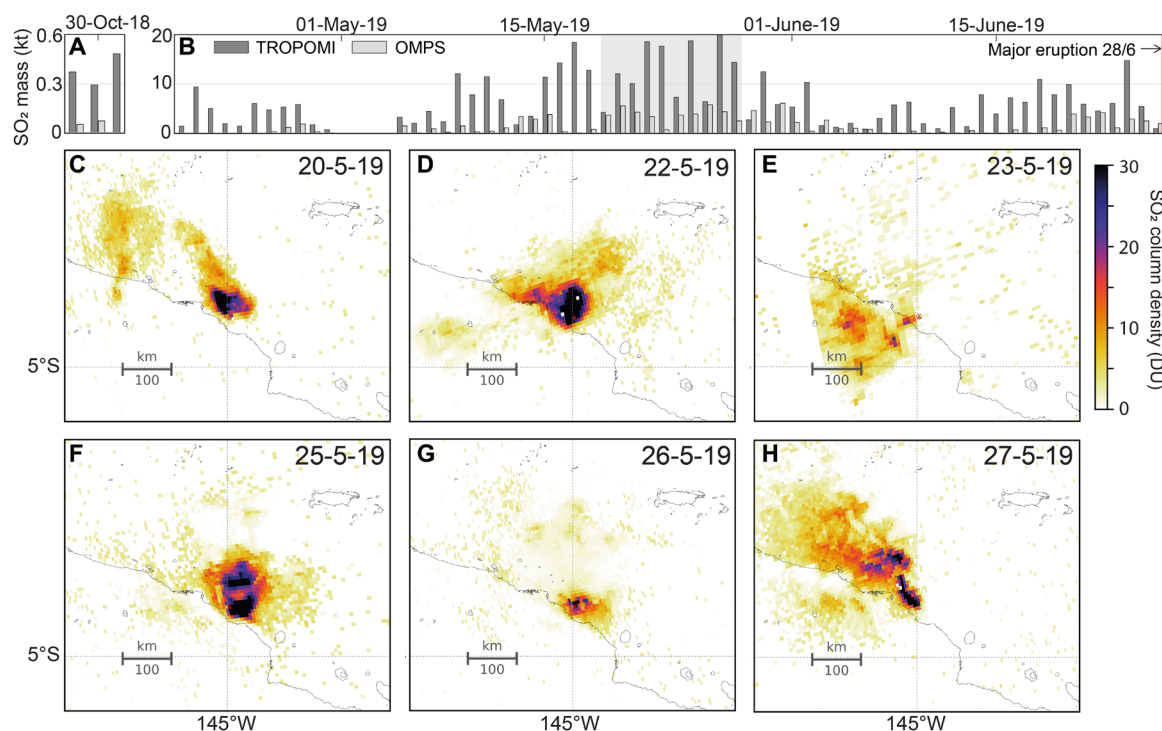 30-Oct-18 01-May-19 15-May-19 01-June-19 15-June-19
SO₂ mass (kt)
0.6 A 20 B TROPOMI OMPS Major eruption 28/6 →
0.3 10
0 0
C 20-5-19 D 22-5-19 E 23-5-19
30
20
10
0
SO₂ column density (DU)
5°S km km km
100 100 100
F 25-5-19 G 26-5-19 H 27-5-19
km km km
5°S 100 100 100
145°W 145°W 145°W